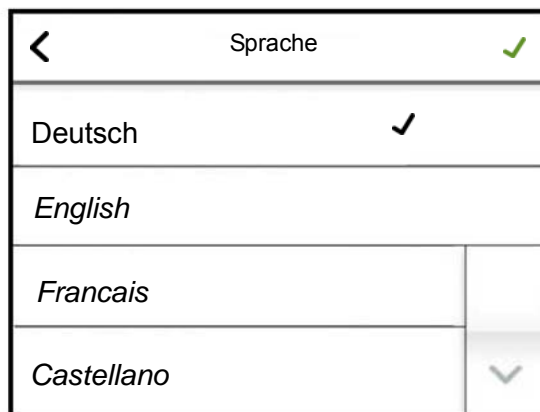 Sprache
Deutsch
English
Francais
Castellano